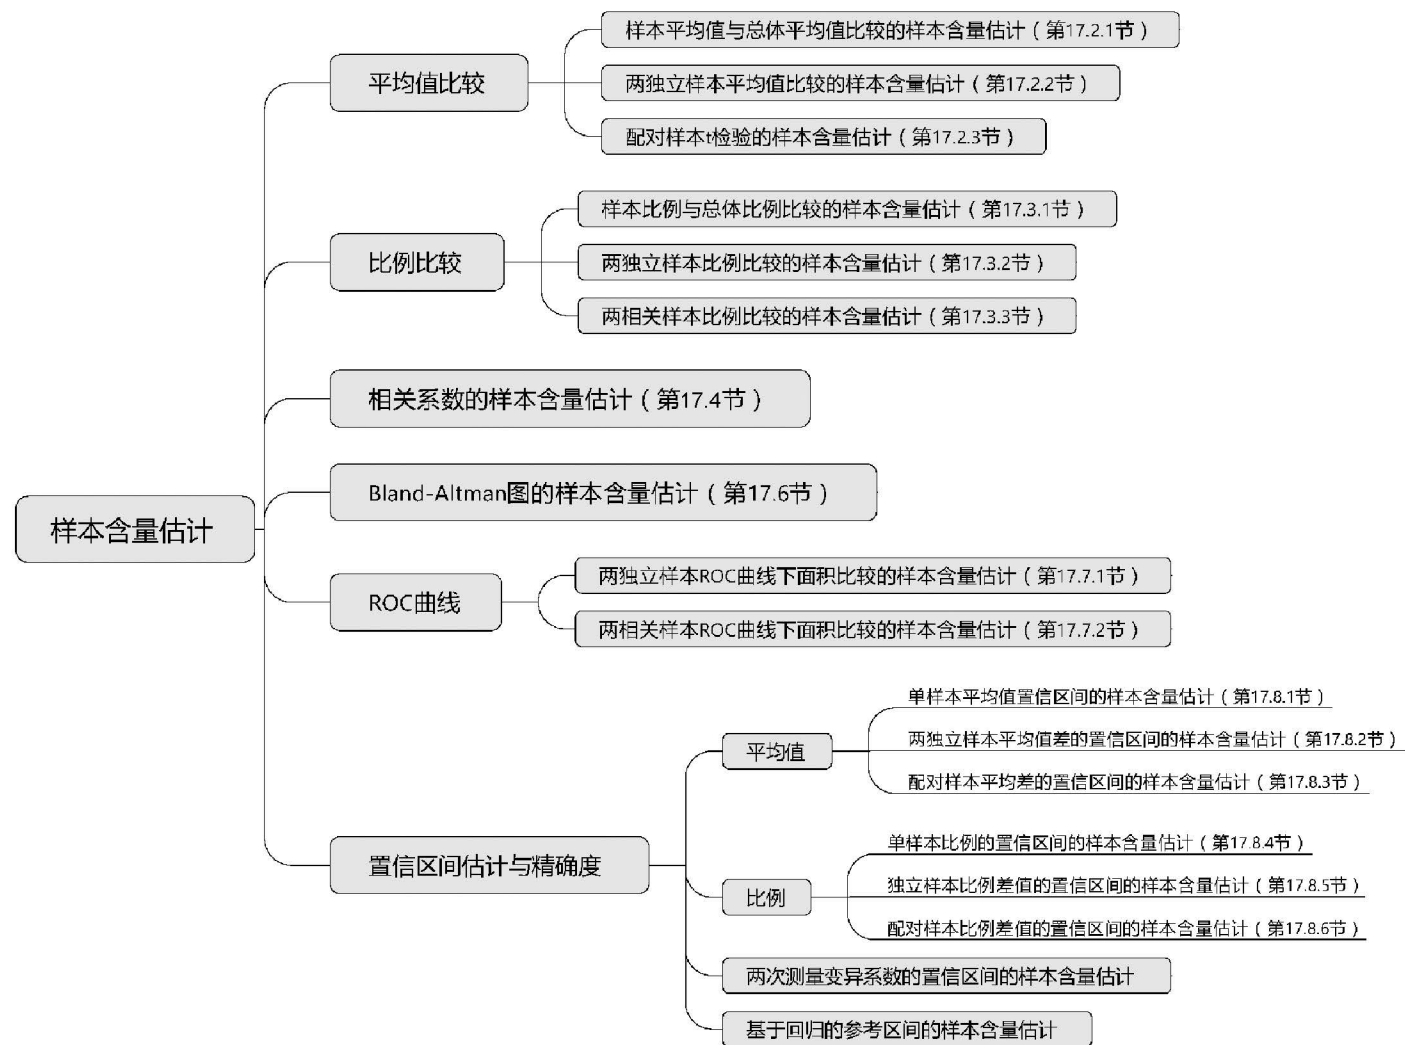 样本含量估计
平均值比较
样本平均值与总体平均值比较的样本含量估计（第17.2.1节）
两独立样本平均值比较的样本含量估计（第17.2.2节）
配对样本t检验的样本含量估计（第17.2.3节）
比例比较
样本比例与总体比例比较的样本含量估计（第17.3.1节）
两独立样本比例比较的样本含量估计（第17.3.2节）
两相关样本比例比较的样本含量估计（第17.3.3节）
相关系数的样本含量估计（第17.4节）
Bland-Altman图的样本含量估计（第17.6节）
ROC曲线
两独立样本ROC曲线下面积比较的样本含量估计（第17.7.1节）
两相关样本ROC曲线下面积比较的样本含量估计（第17.7.2节）
置信区间估计与精确度
平均值
单样本平均值置信区间的样本含量估计（第17.8.1节）
两独立样本平均值差的置信区间的样本含量估计（第17.8.2节）
配对样本平均差的置信区间的样本含量估计（第17.8.3节）
比例
单样本比例的置信区间的样本含量估计（第17.8.4节）
独立样本比例差值的置信区间的样本含量估计（第17.8.5节）
配对样本比例差值的置信区间的样本含量估计（第17.8.6节）
两次测量变异系数的置信区间的样本含量估计
基于回归的参考区间的样本含量估计